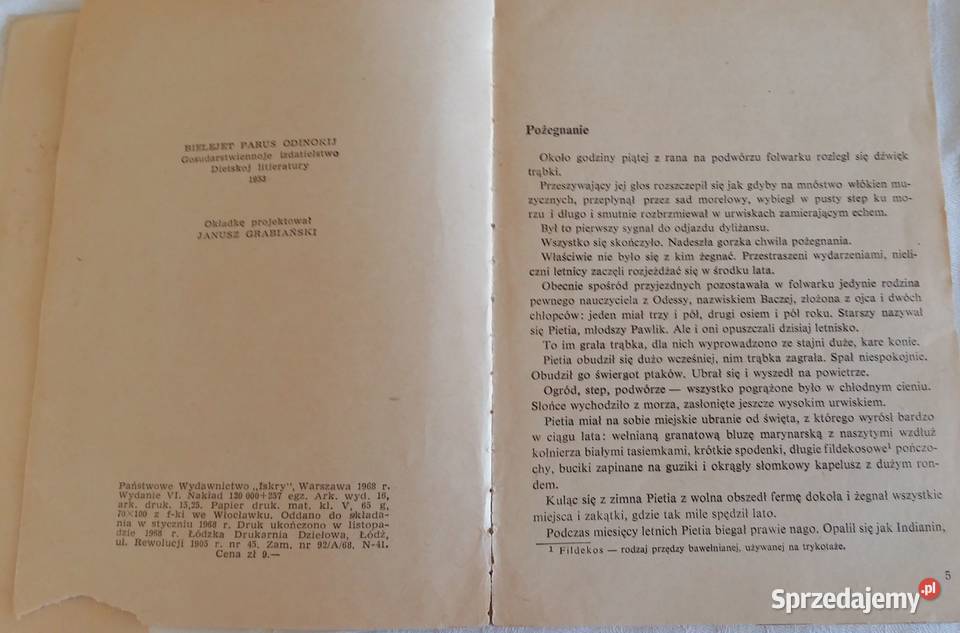 BIELEJET PARUS ODINOKIJ
Gosudarstwiennoje izdatielstwo
Dietskoj litieratury
1953
Okładkę projektował
JANUSZ GRABIAŃSKI
Państwowe Wydawnictwo „Iskry”, Warszawa 1968 r.
Wydanie VI. Nakład 120 000+257 egz. Ark. wyd. 16,
ark. druk. 15,25. Papier druk. mat. kl. V, 65 g,
70×100 z f-ki we Włocławku. Oddano do składa-
nia w styczniu 1968 r. Druk ukończono w listopa-
dzie 1968 r. Łódzka Drukarnia Dziełowa, Łódź,
ul. Rewolucji 1905 r. nr 45. Zam. nr 92/A/68. N-41.
Cena zł 9.—
Pożegnanie
Około godziny piątej z rana na podwórzu folwarku rozległ się dźwięk
trąbki.
Przeszywający jej głos rozszczepił się jak gdyby na mnóstwo włókien mu-
zycznych, przepłynął przez sad morelowy, wybiegł w pusty step ku mo-
rzu i długo i smutnie rozbrzmiewał w urwiskach zamierającym echem.
Był to pierwszy sygnał do odjazdu dyliżansu.
Wszystko się skończyło. Nadeszła gorzka chwila pożegnania.
Właściwie nie było się z kim żegnać. Przestraszeni wydarzeniami, nieli-
czni letnicy zaczęli rozjeżdżać się w środku lata.
Obecnie spośród przyjezdnych pozostawała w folwarku jedynie rodzina
pewnego nauczyciela z Odessy, nazwiskiem Baczej, złożona z ojca i dwóch
chłopców: jeden miał trzy i pół, drugi osiem i pół roku. Starszy nazywał
się Pietia, młodszy Pawlik. Ale i oni opuszczali dzisiaj letnisko.
To im grała trąbka, dla nich wyprowadzono ze stajni duże, kare konie.
Pietia obudził się dużo wcześniej, nim trąbka zagrała. Spał niespokojnie.
Obudził go świergot ptaków. Ubrał się i wyszedł na powietrze.
Ogród, step, podwórze — wszystko pogrążone było w chłodnym cieniu.
Słońce wychodziło z morza, zasłonięte jeszcze wysokim urwiskiem.
Pietia miał na sobie miejskie ubranie od święta, z którego wyrósł bardzo
w ciągu lata: wełnianą granatową bluzę marynarską z naszytymi wzdłuż
kołnierza białymi tasiemkami, krótkie spodenki, długie fildekosowe¹ pończo-
chy, buciki zapinane na guziki i okrągły słomkowy kapelusz z dużym ron-
dem.
Kuląc się z zimna Pietia z wolna obszedł fermę dokoła i żegnał wszystkie
miejsca i zakątki, gdzie tak mile spędził lato.
Podczas miesięcy letnich Pietia biegał prawie nago. Opalił się jak Indianin,
¹ Fildekos — rodzaj przędzy bawełnianej, używanej na trykotaże.
5
Sprzedajemy.pl